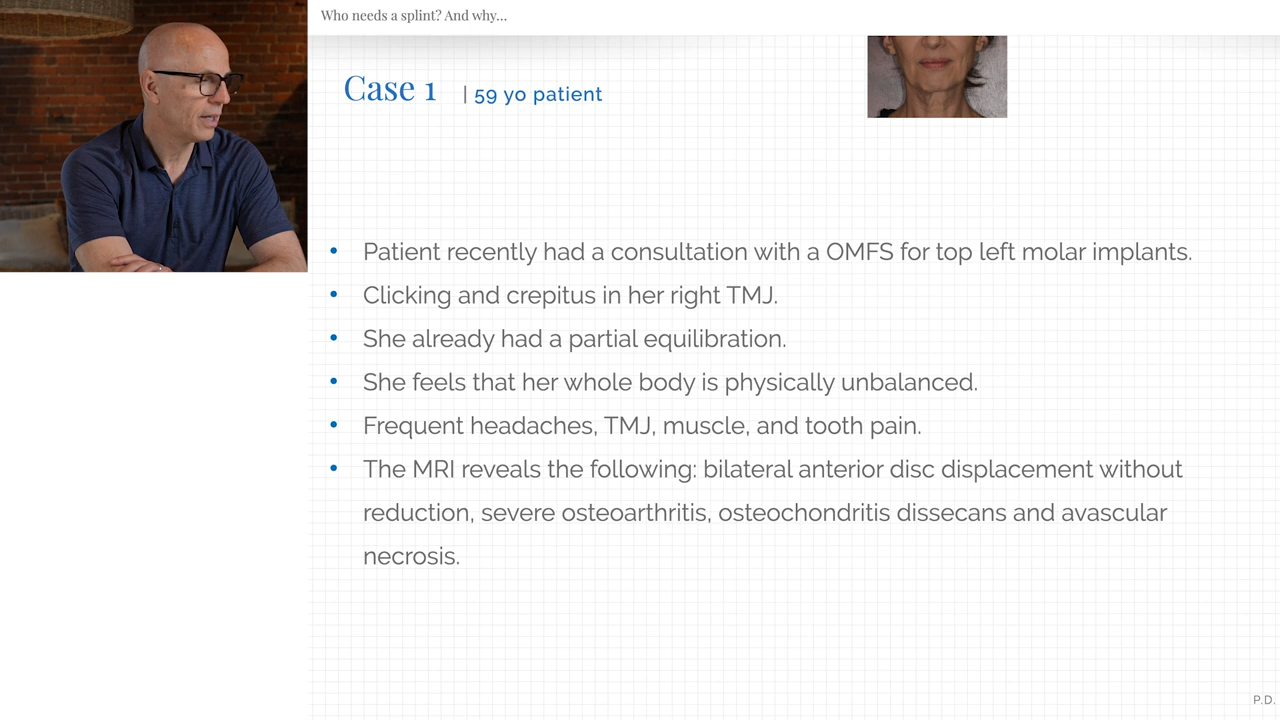 Who needs a splint? And why...
Case 1 | 59 yo patient
• Patient recently had a consultation with a OMFS for top left molar implants.
• Clicking and crepitus in her right TMJ.
• She already had a partial equilibration.
• She feels that her whole body is physically unbalanced.
• Frequent headaches, TMJ, muscle, and tooth pain.
• The MRI reveals the following: bilateral anterior disc displacement without
reduction, severe osteoarthritis, osteochondritis dissecans and avascular
necrosis.
P.D.